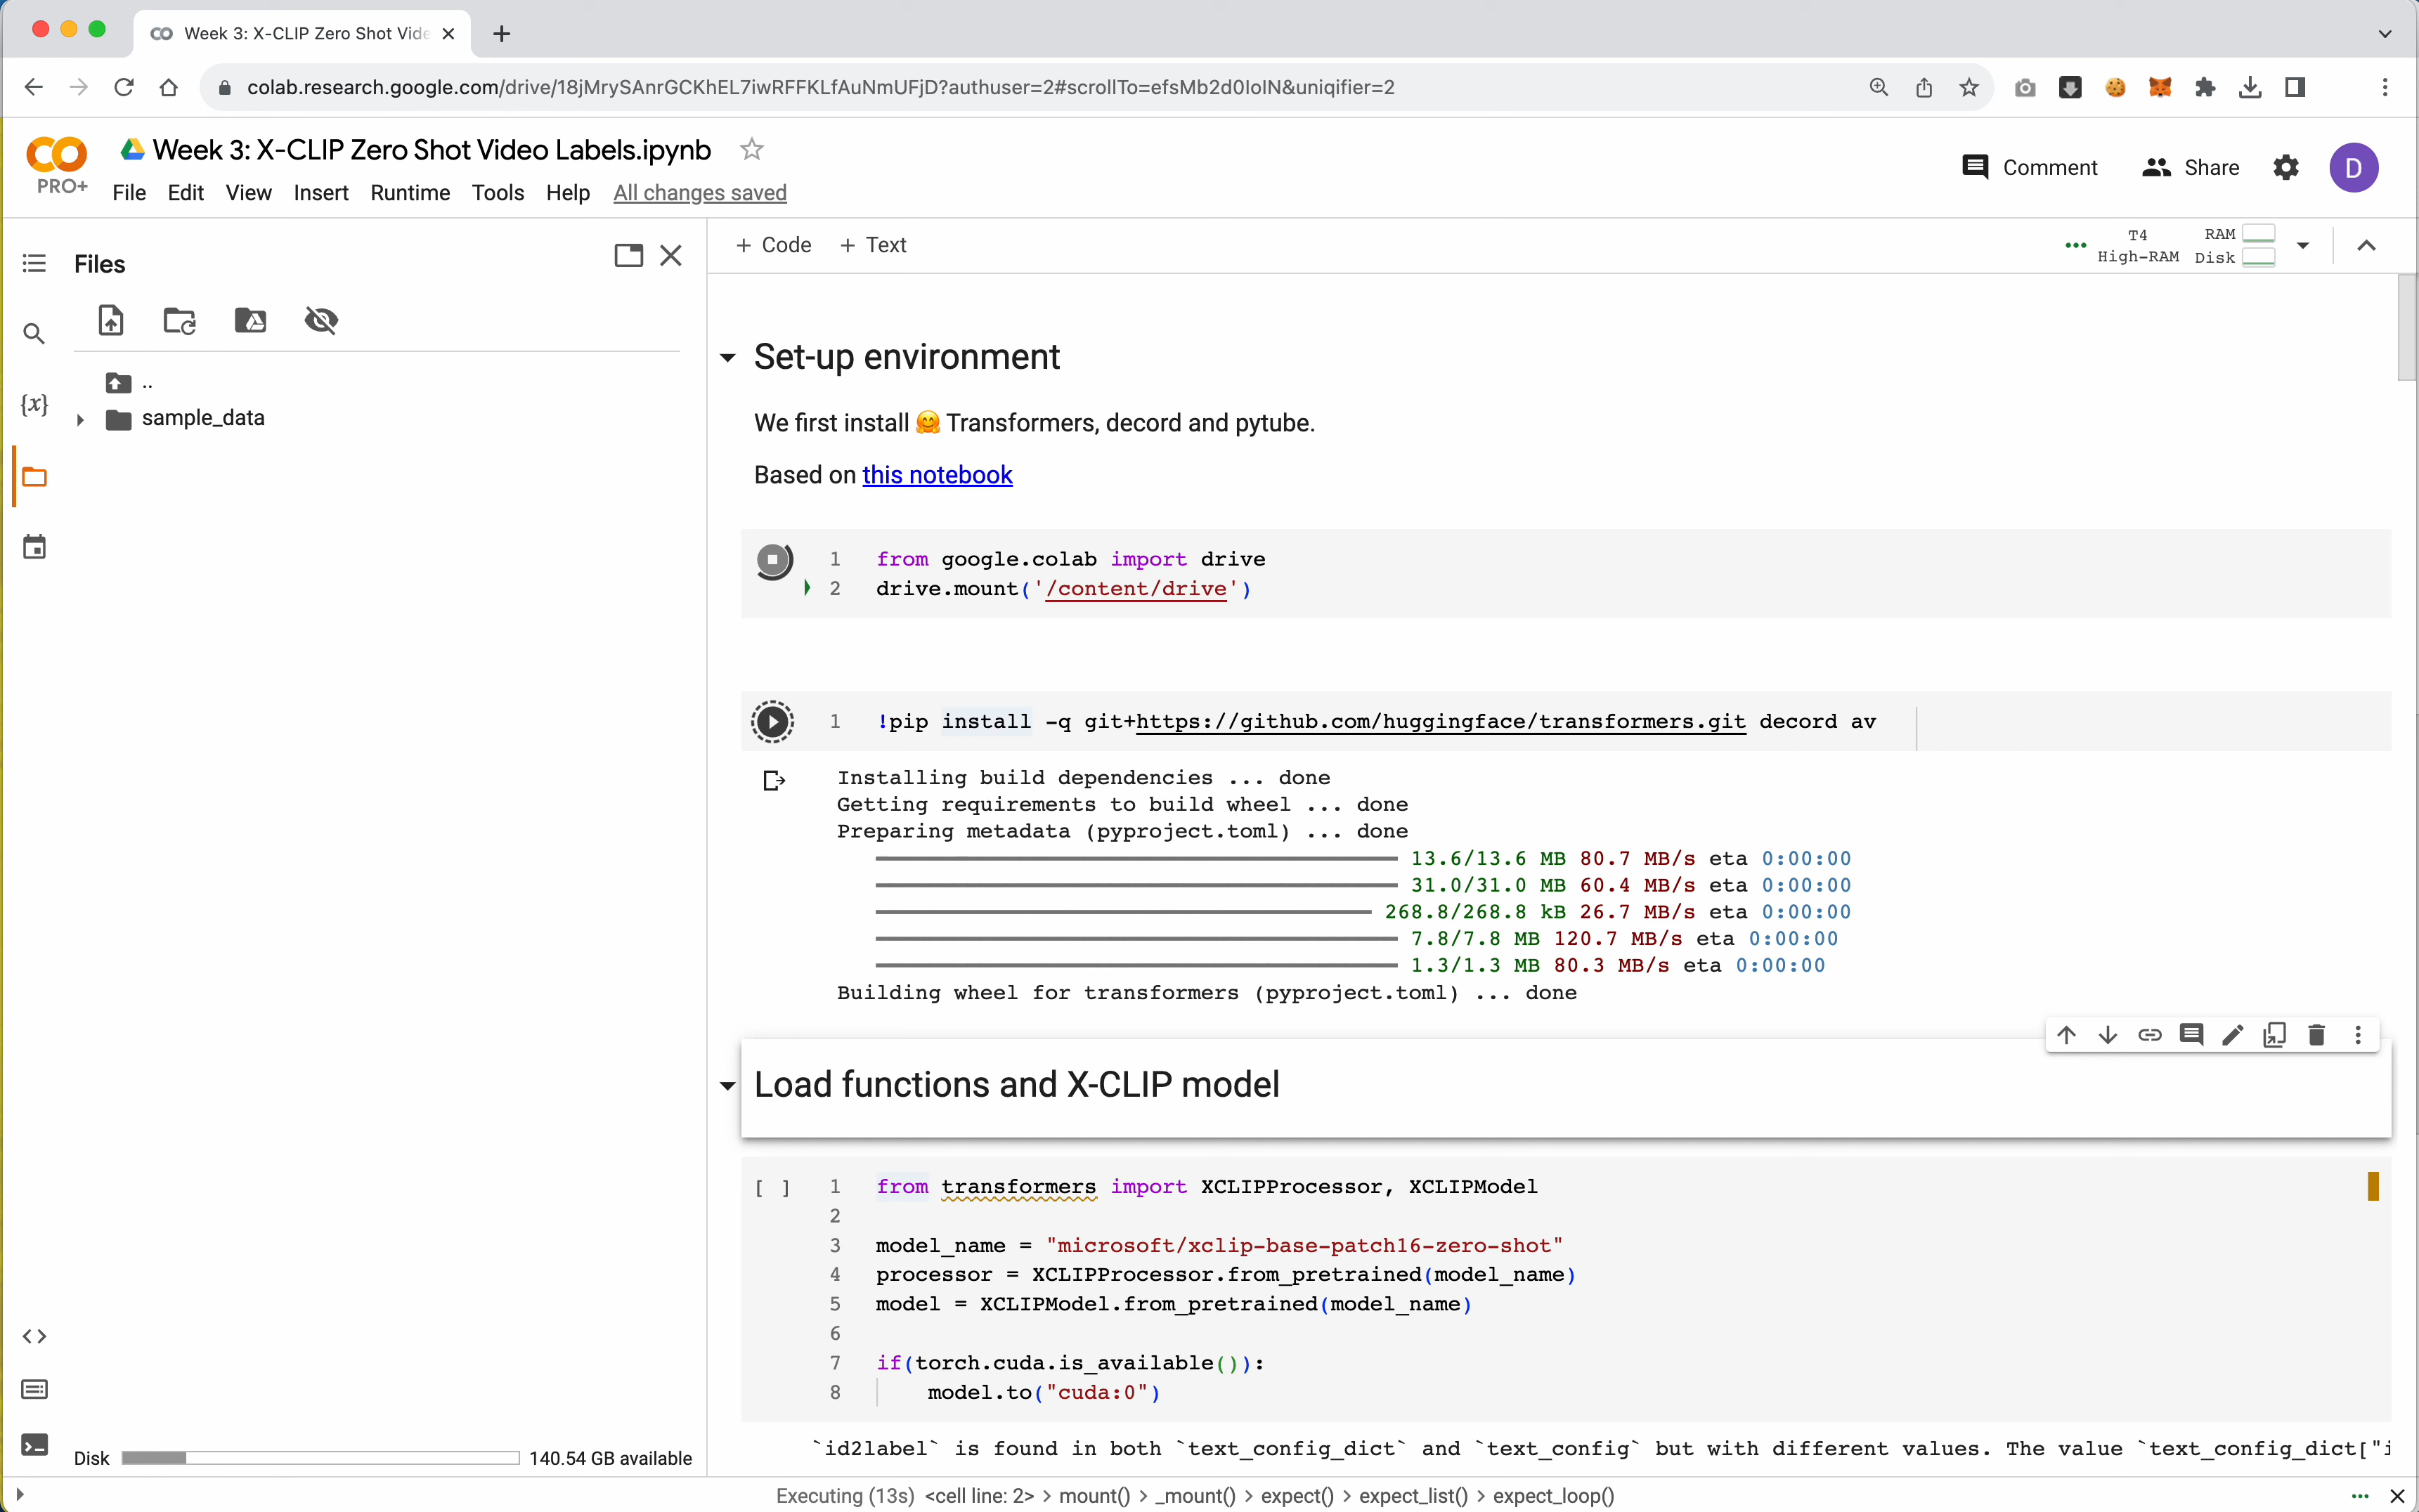 Week 3: X-CLIP Zero Shot Vide
colab.research.google.com/drive/18jMrySAnrGCKhEL7iwRFFKLfAuNmUFjD?authuser=2#scrollTo=efsMb2d0IoIN&uniqifier=2
Week 3: X-CLIP Zero Shot Video Labels.ipynb
PRO+
File Edit View Insert Runtime Tools Help All changes saved
Comment Share D
Files
+ Code + Text
T4 High-RAM
RAM
Disk
..
sample_data
Set-up environment
We first install 🤗 Transformers, decord and pytube.
Based on this notebook
1 from google.colab import drive
2 drive.mount('/content/drive')
1 !pip install -q git+https://github.com/huggingface/transformers.git decord av
Installing build dependencies ... done
Getting requirements to build wheel ... done
Preparing metadata (pyproject.toml) ... done
13.6/13.6 MB 80.7 MB/s eta 0:00:00
31.0/31.0 MB 60.4 MB/s eta 0:00:00
268.8/268.8 kB 26.7 MB/s eta 0:00:00
7.8/7.8 MB 120.7 MB/s eta 0:00:00
1.3/1.3 MB 80.3 MB/s eta 0:00:00
Building wheel for transformers (pyproject.toml) ... done
Load functions and X-CLIP model
[ ] 1 from transformers import XCLIPProcessor, XCLIPModel
2
3 model_name = "microsoft/xclip-base-patch16-zero-shot"
4 processor = XCLIPProcessor.from_pretrained(model_name)
5 model = XCLIPModel.from_pretrained(model_name)
6
7 if(torch.cuda.is_available()):
8 model.to("cuda:0")
`id2label` is found in both `text_config_dict` and `text_config` but with different values. The value `text_config_dict["i
Disk 140.54 GB available
Executing (13s) <cell line: 2> > mount() > _mount() > expect() > expect_list() > expect_loop()